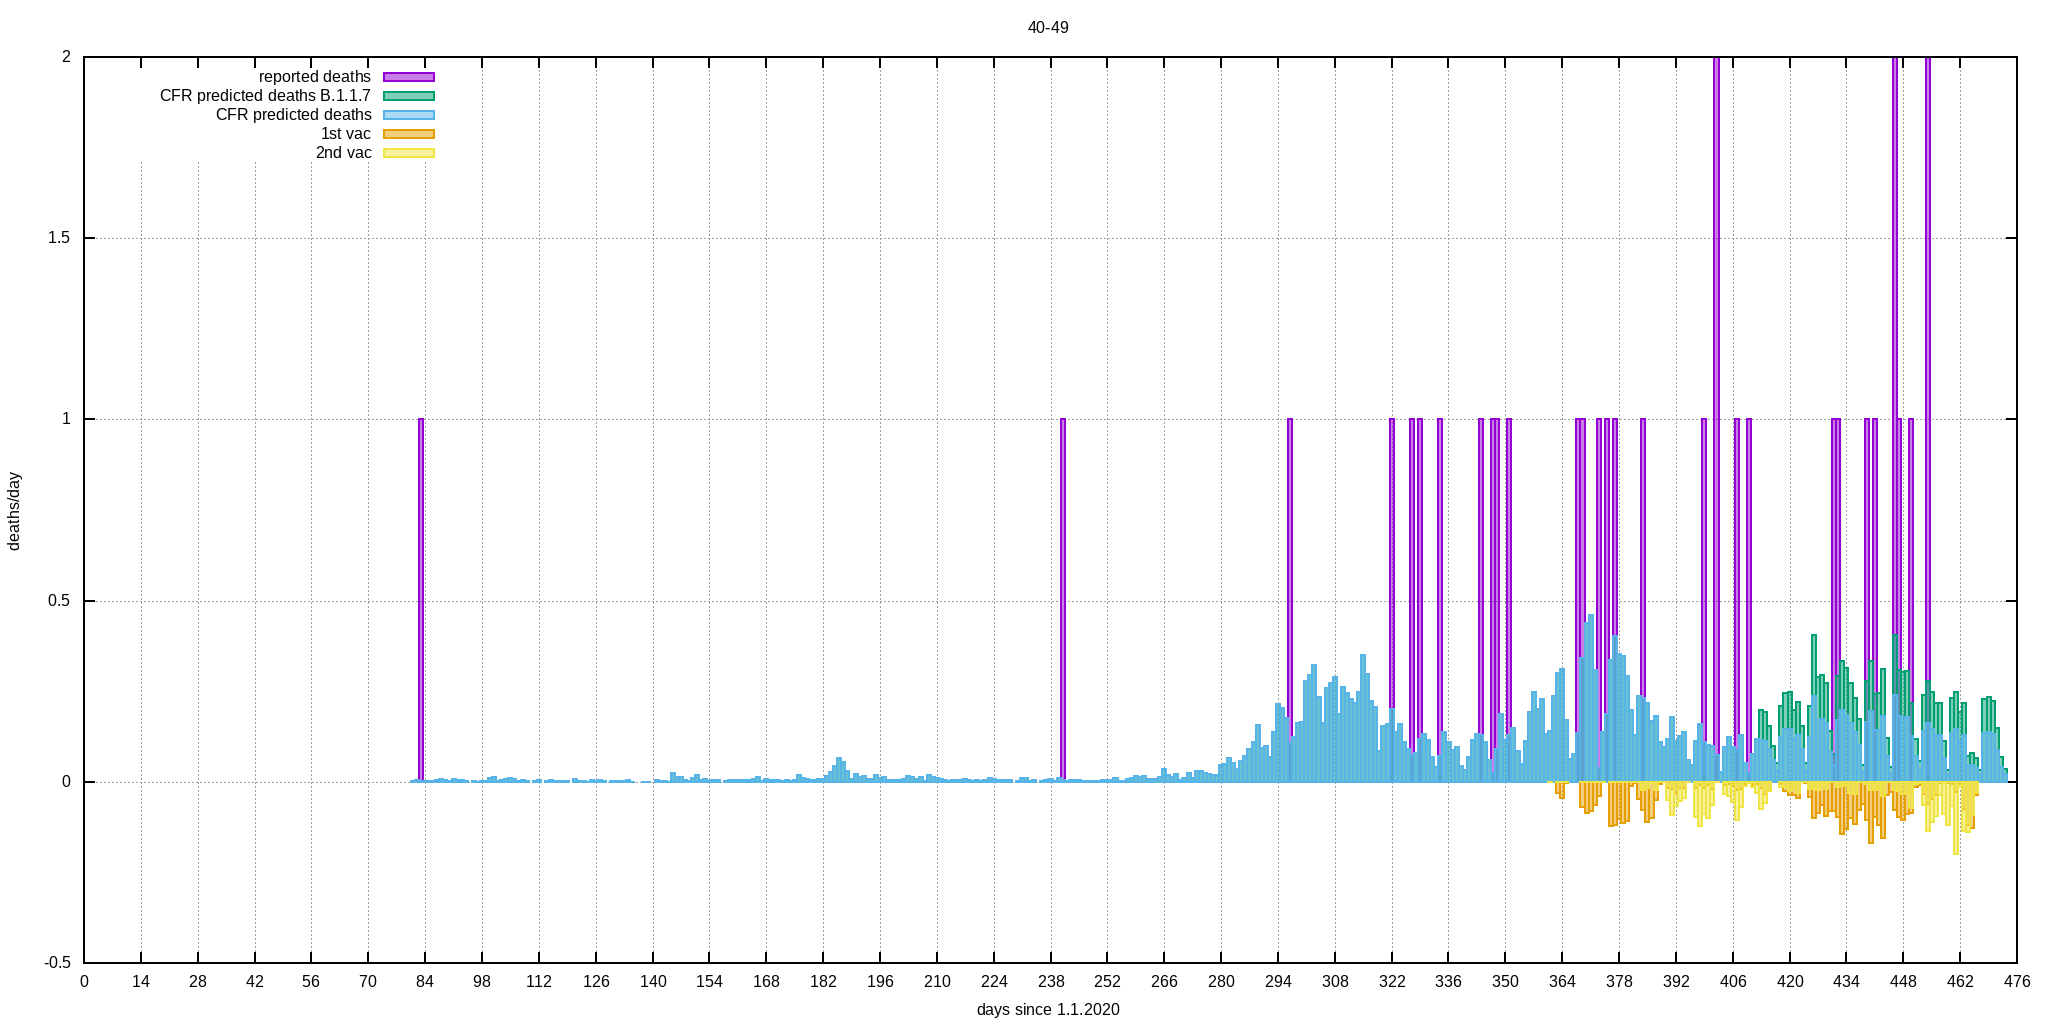 40-49
reported deaths
CFR predicted deaths B.1.1.7
CFR predicted deaths
1st vac
2nd vac
2
1.5
1
0.5
0
-0.5
deaths/day
0 14 28 42 56 70 84 98 112 126 140 154 168 182 196 210 224 238 252 266 280 294 308 322 336 350 364 378 392 406 420 434 448 462 476
days since 1.1.2020